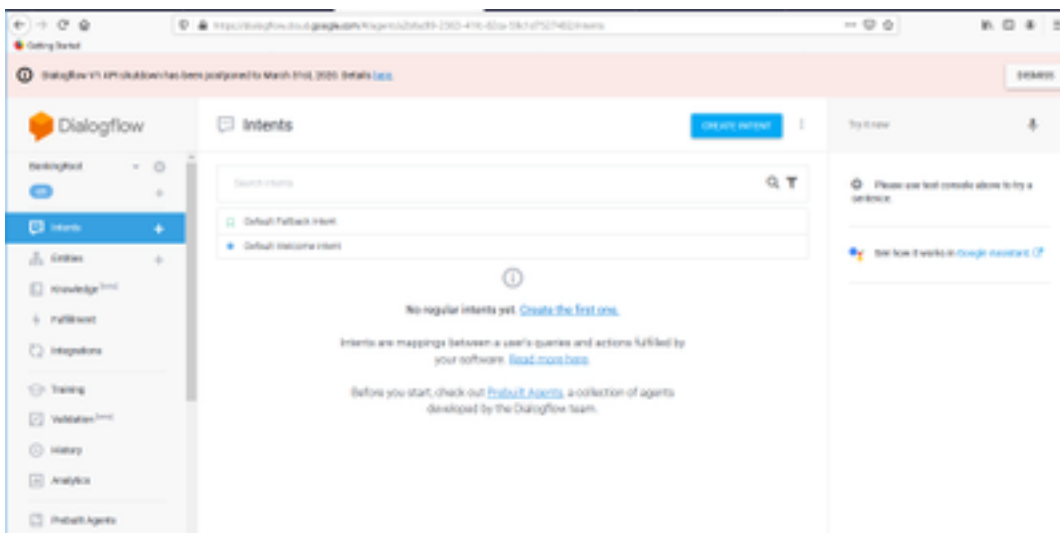 Getting Started
Dialogflow V1 API shutdown has been postponed to March 31st, 2020. Details here.
DISMISS
Dialogflow
Intents
CREATE INTENT
Try it now
en
Search intents
Please use text console above to try a
sentence.
Intents
Default Fallback Intent
Default Welcome Intent
Entities
See how it works in Google Assistant.
Knowledge [beta]
No regular intents yet. Create the first one.
Fulfillment
Intents are mappings between a user's queries and actions fulfilled by
your software. Read more here.
Integrations
Training
Before you start, check out Prebuilt Agents, a collection of agents
developed by the Dialogflow team.
Validation [beta]
History
Analytics
Prebuilt Agents